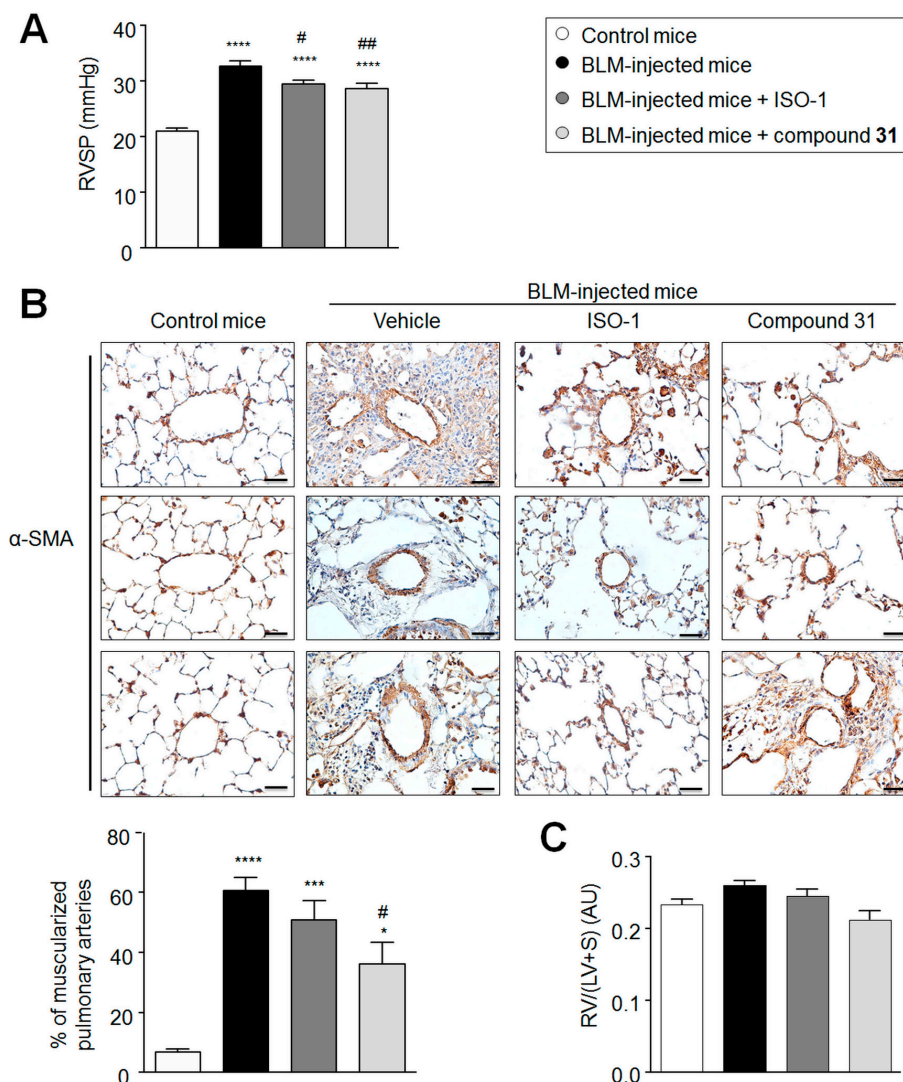 A
RVSP (mmHg)
40
30
20
10
0
****
#
****
##
****
Control mice
BLM-injected mice
BLM-injected mice + ISO-1
BLM-injected mice + compound 31
B
BLM-injected mice
Control mice
Vehicle
ISO-1
Compound 31
α-SMA
% of muscularized
pulmonary arteries
80
60
40
20
0
****
***
#
*
C
RV/(LV+S) (AU)
0.3
0.2
0.1
0.0